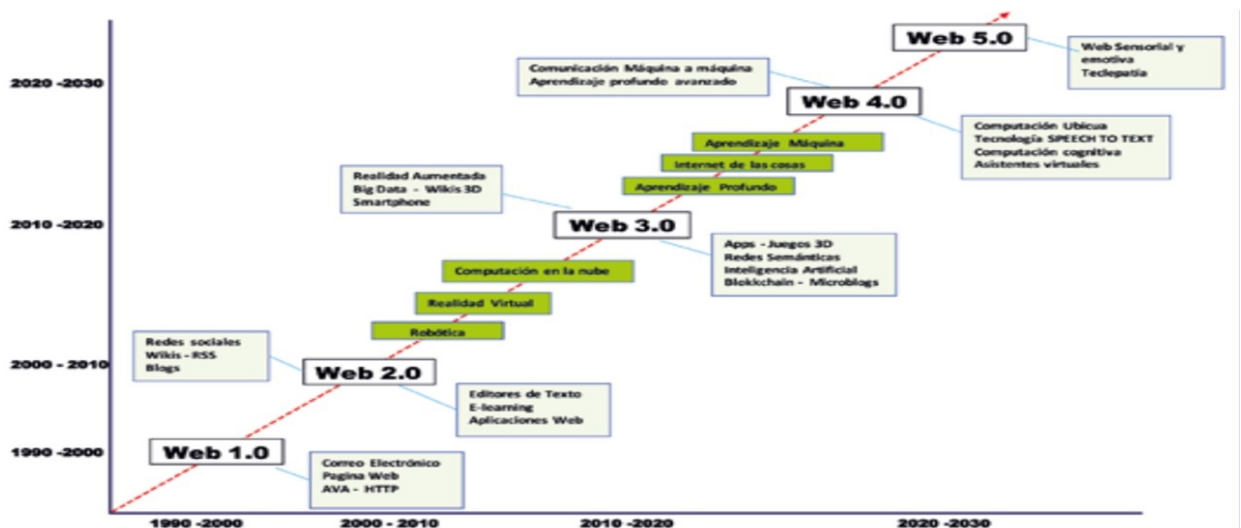 Web 5.0
Web Sensorial y
emotiva
Teclepatía
2020 -2030
Comunicación Máquina a máquina
Aprendizaje profundo avanzado
Web 4.0
Computación Ubicua
Tecnología SPEECH TO TEXT
Computación cognitiva
Asistentes virtuales
Aprendizaje Máquina
Internet de las cosas
Aprendizaje Profundo
Realidad Aumentada
Big Data - Wikis 3D
Smartphone
2010 -2020
Web 3.0
Apps - Juegos 3D
Redes Semánticas
Inteligencia Artificial
Blokkchain - Microblogs
Computación en la nube
Realidad Virtual
Robótica
Redes sociales
Wikis - RSS
Blogs
2000 - 2010
Web 2.0
Editores de Texto
E-learning
Aplicaciones Web
1990 -2000
Web 1.0
Correo Electrónico
Pagina Web
AVA - HTTP
1990 -2000
2000 - 2010
2010 -2020
2020 -2030